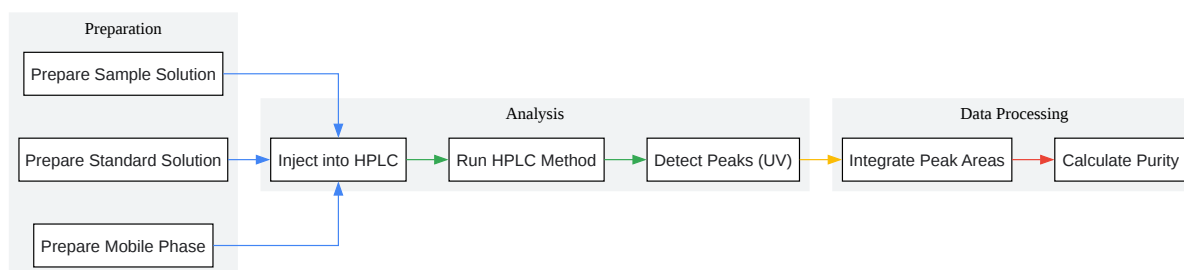 Preparation
Prepare Sample Solution
Prepare Standard Solution
Prepare Mobile Phase
Analysis
Inject into HPLC
Run HPLC Method
Detect Peaks (UV)
Data Processing
Integrate Peak Areas
Calculate Purity